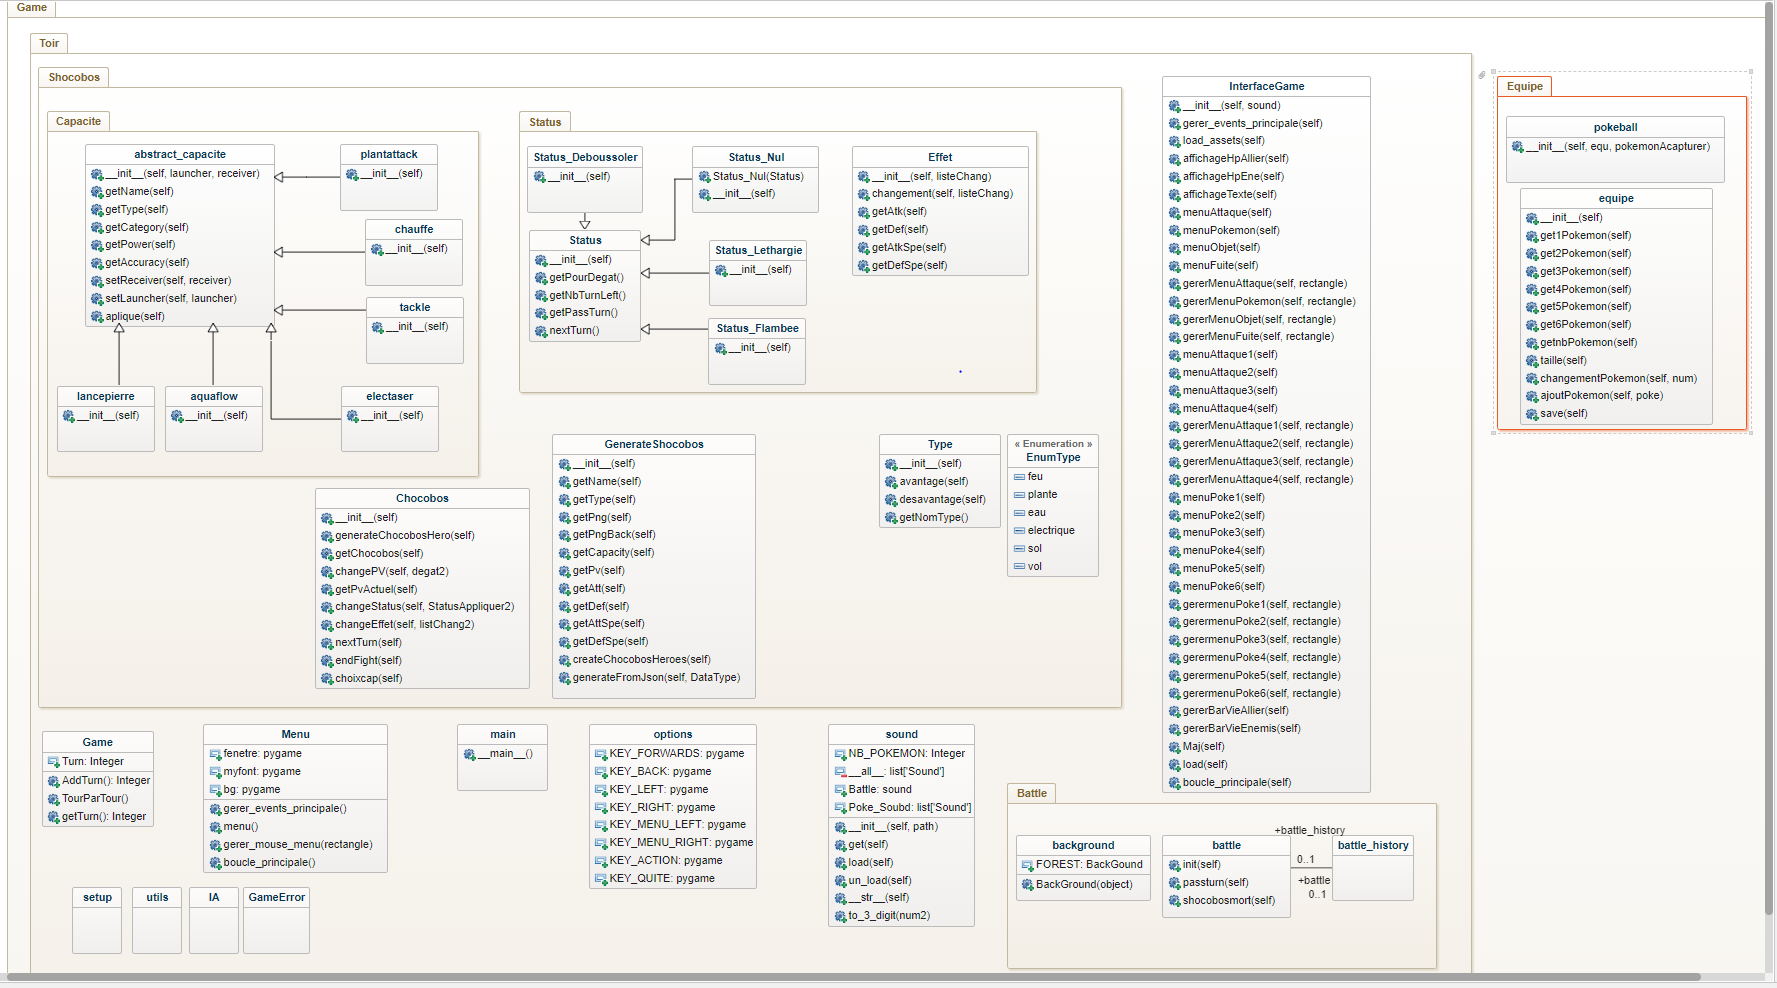 Game
Toir
Shocobos
Capacite
abstract_capacite
__init__(self, launcher, receiver)
getName(self)
getType(self)
getCategory(self)
getPower(self)
getAccuracy(self)
setReceiver(self, receiver)
setLauncher(self, launcher)
aplique(self)
plantattack
__init__(self)
chauffe
__init__(self)
tackle
__init__(self)
lancepierre
__init__(self)
aquaflow
__init__(self)
electaser
__init__(self)
Status
Status_Deboussoler
__init__(self)
Status_Nul
Status_Nul(Status)
__init__(self)
Status
__init__(self)
getPourDegat()
getNbTurnLeft()
getPassTurn()
nextTurn()
Status_Lethargie
__init__(self)
Status_Flambee
__init__(self)
Effet
__init__(self, listeChang)
changement(self, listeChang)
getAtk(self)
getDef(self)
getAtkSpe(self)
getDefSpe(self)
Chocobos
__init__(self)
generateChocobosHero(self)
getChocobos(self)
changePV(self, degat2)
getPvActuel(self)
changeStatus(self, StatusAppliquer2)
changeEffet(self, listChang2)
nextTurn(self)
endFight(self)
choixcap(self)
GenerateShocobos
__init__(self)
getName(self)
getType(self)
getPng(self)
getPngBack(self)
getCapacity(self)
getPv(self)
getAtt(self)
getDef(self)
getAttSpe(self)
getDefSpe(self)
createChocobosHeroes(self)
generateFromJson(self, DataType)
Type
__init__(self)
avantage(self)
desavantage(self)
getNomType()
« Enumeration »
EnumType
feu
plante
eau
electrique
sol
vol
InterfaceGame
__init__(self, sound)
gerer_events_principale(self)
load_assets(self)
affichageHpAllier(self)
affichageHpEne(self)
affichageTexte(self)
menuAttaque(self)
menuPokemon(self)
menuObjet(self)
menuFuite(self)
gererMenuAttaque(self, rectangle)
gererMenuPokemon(self, rectangle)
gererMenuObjet(self, rectangle)
gererMenuFuite(self, rectangle)
menuAttaque1(self)
menuAttaque2(self)
menuAttaque3(self)
menuAttaque4(self)
gererMenuAttaque1(self, rectangle)
gererMenuAttaque2(self, rectangle)
gererMenuAttaque3(self, rectangle)
gererMenuAttaque4(self, rectangle)
menuPoke1(self)
menuPoke2(self)
menuPoke3(self)
menuPoke4(self)
menuPoke5(self)
menuPoke6(self)
gerermenuPoke1(self, rectangle)
gerermenuPoke2(self, rectangle)
gerermenuPoke3(self, rectangle)
gerermenuPoke4(self, rectangle)
gerermenuPoke5(self, rectangle)
gerermenuPoke6(self, rectangle)
gererBarVieAllier(self)
gererBarVieEnemis(self)
Maj(self)
load(self)
boucle_principale(self)
Equipe
pokeball
__init__(self, equ, pokemonAcapturer)
equipe
__init__(self)
get1Pokemon(self)
get2Pokemon(self)
get3Pokemon(self)
get4Pokemon(self)
get5Pokemon(self)
get6Pokemon(self)
getnbPokemon(self)
taille(self)
changementPokemon(self, num)
ajoutPokemon(self, poke)
save(self)
Game
Turn: Integer
AddTurn(): Integer
TourParTour()
getTurn(): Integer
Menu
fenetre: pygame
myfont: pygame
bg: pygame
gerer_events_principale()
menu()
gerer_mouse_menu(rectangle)
boucle_principale()
main
__main__()
options
KEY_FORWARDS: pygame
KEY_BACK: pygame
KEY_LEFT: pygame
KEY_RIGHT: pygame
KEY_MENU_LEFT: pygame
KEY_MENU_RIGHT: pygame
KEY_ACTION: pygame
KEY_QUITE: pygame
sound
NB_POKEMON: Integer
__all__: list['Sound']
Battle: sound
Poke_Soubd: list['Sound']
__init__(self, path)
get(self)
load(self)
un_load(self)
__str__(self)
to_3_digit(num2)
setup
utils
IA
GameError
Battle
background
FOREST: BackGound
BackGround(object)
battle
init(self)
passturn(self)
shocobosmort(self)
+battle_history
0..1
+battle
0..1
battle_history